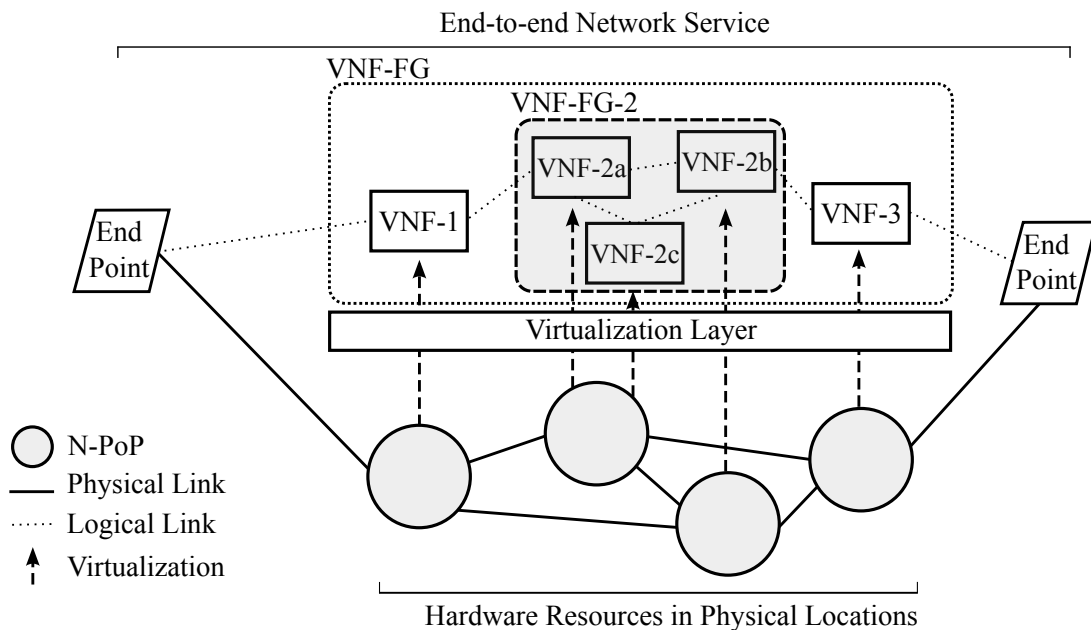 End-to-end Network Service
VNF-FG
VNF-FG-2
VNF-2a
VNF-2b
VNF-1
VNF-3
VNF-2c
End
Point
End
Point
Virtualization Layer
N-PoP
Physical Link
Logical Link
Virtualization
Hardware Resources in Physical Locations